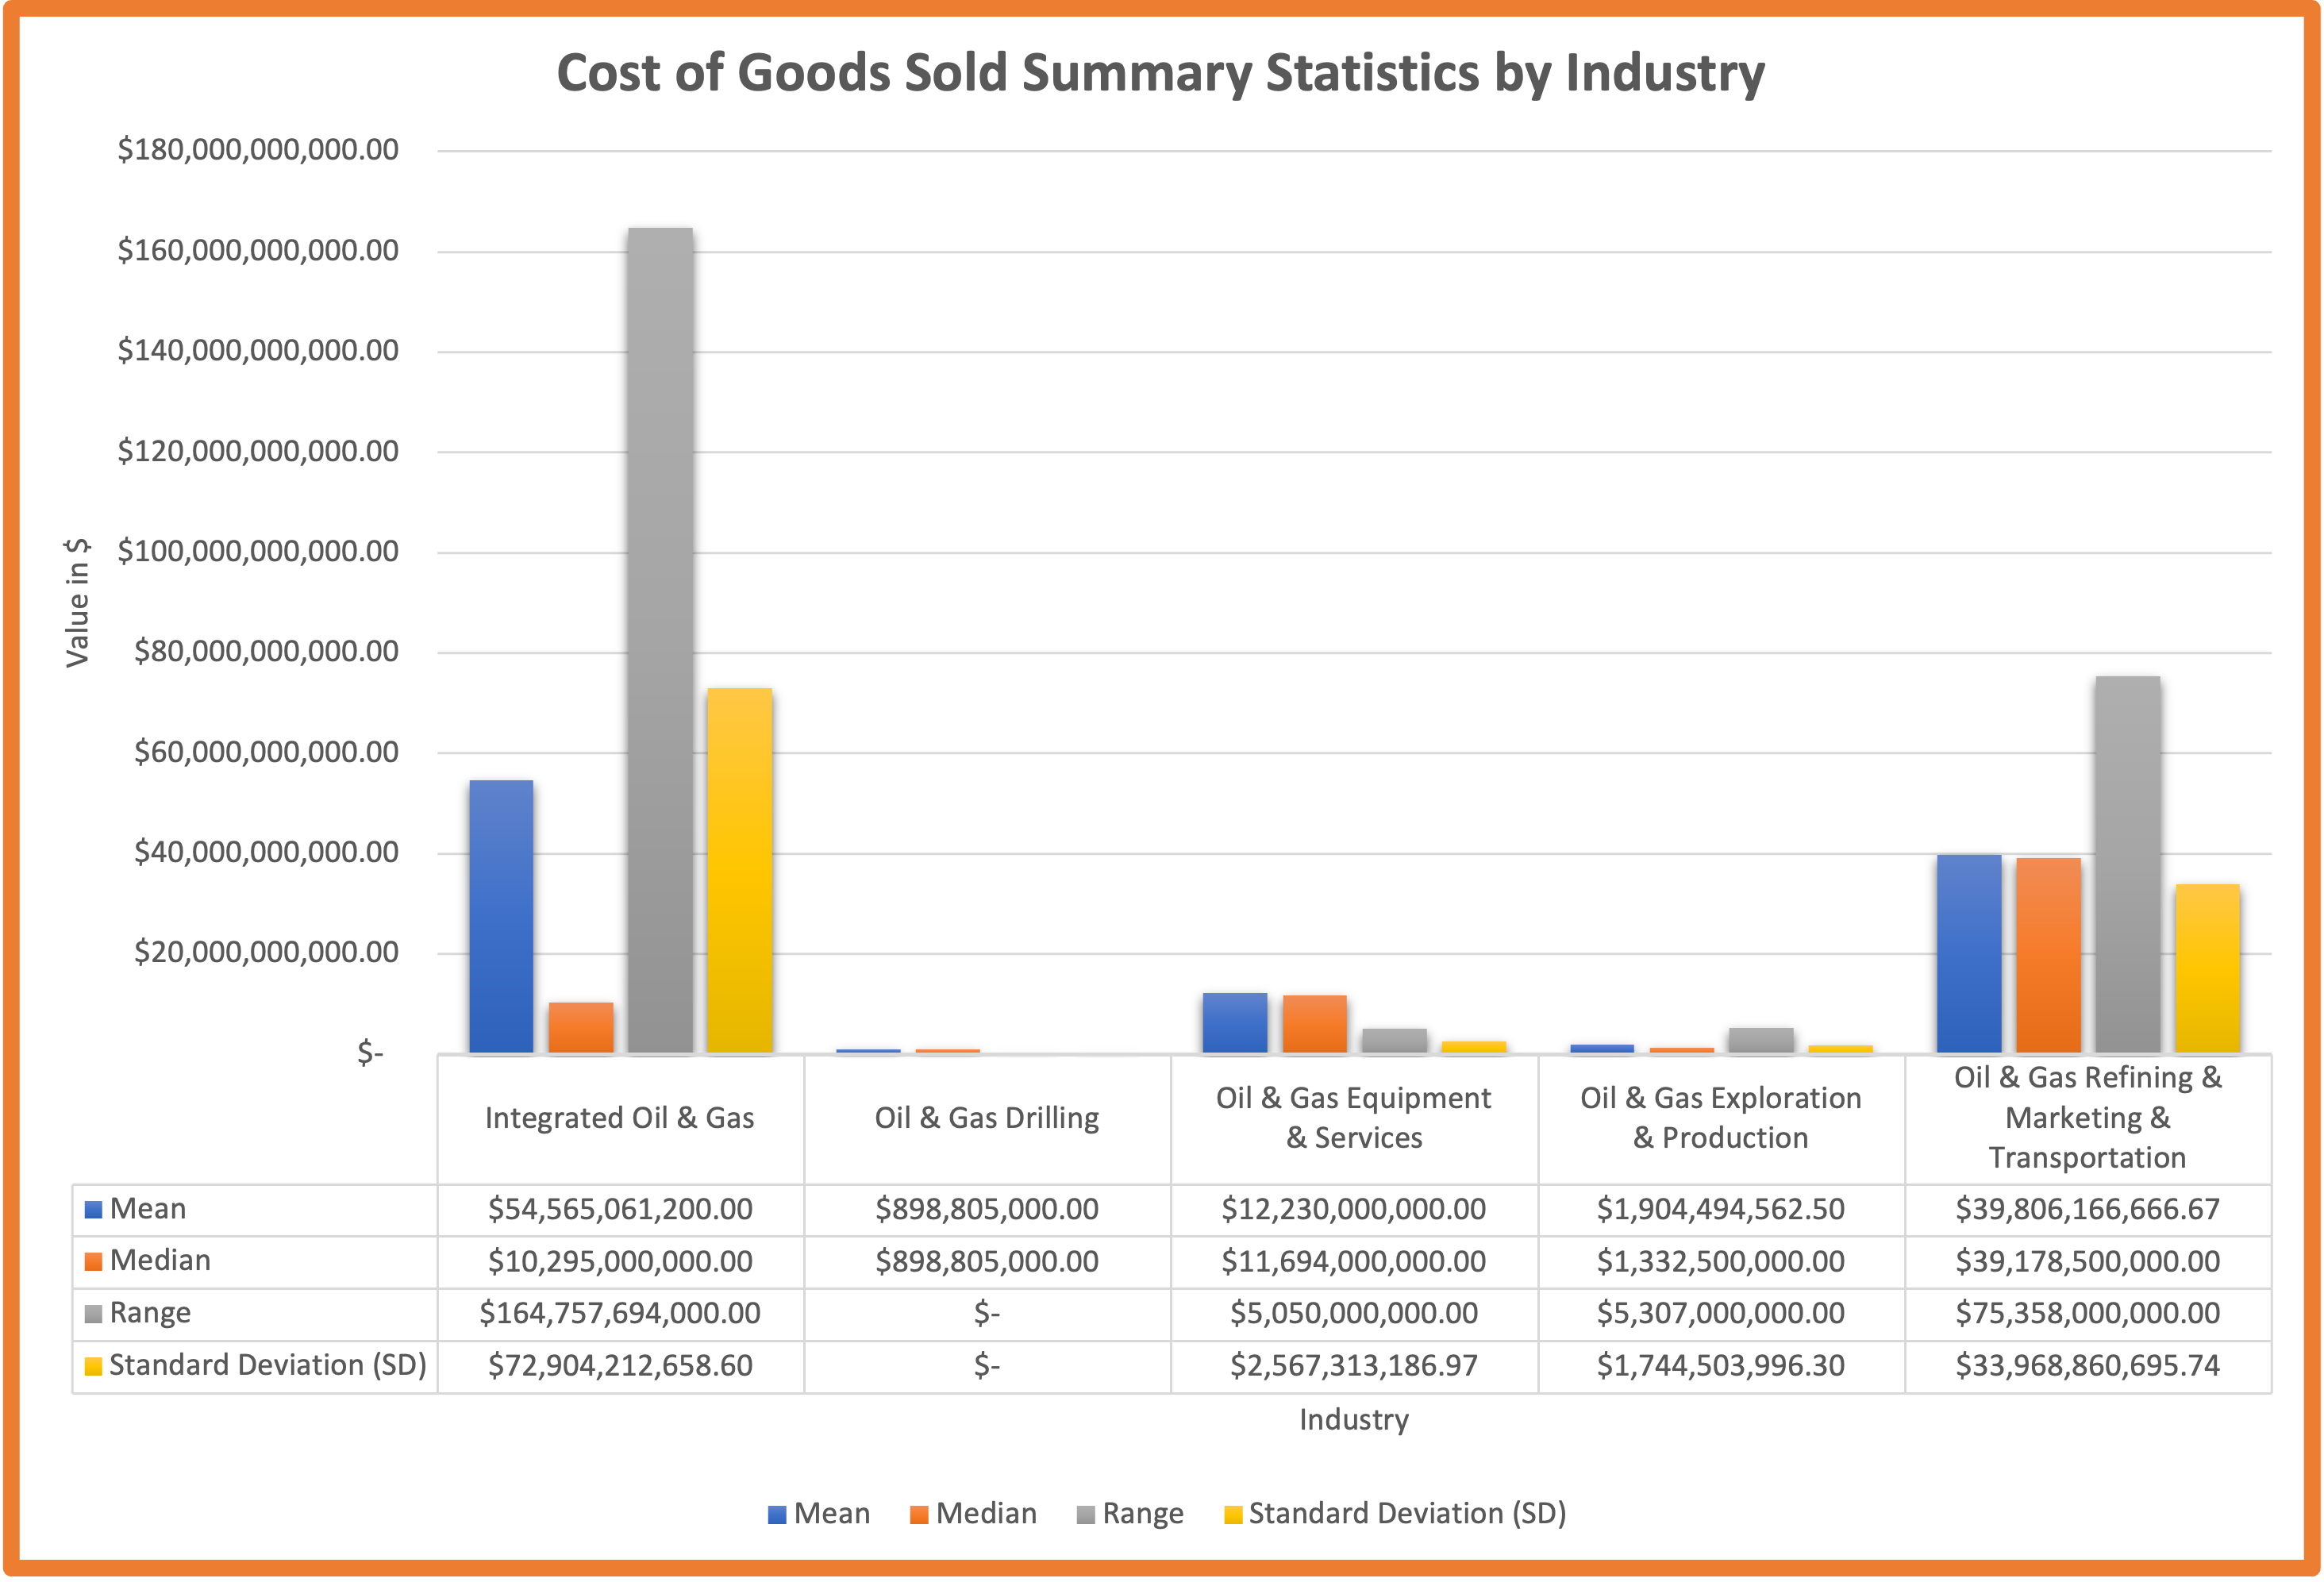 Cost of Goods Sold Summary Statistics by Industry
$180,000,000,000.00
$160,000,000,000.00
$140,000,000,000.00
$120,000,000,000.00
$100,000,000,000.00
$80,000,000,000.00
$60,000,000,000.00
$40,000,000,000.00
$20,000,000,000.00
$-
Value in $
Integrated Oil & Gas
Oil & Gas Drilling
Oil & Gas Equipment
& Services
Oil & Gas Exploration
& Production
Oil & Gas Refining &
Marketing &
Transportation
Mean $54,565,061,200.00 $898,805,000.00 $12,230,000,000.00 $1,904,494,562.50 $39,806,166,666.67
Median $10,295,000,000.00 $898,805,000.00 $11,694,000,000.00 $1,332,500,000.00 $39,178,500,000.00
Range $164,757,694,000.00 $- $5,050,000,000.00 $5,307,000,000.00 $75,358,000,000.00
Standard Deviation (SD) $72,904,212,658.60 $- $2,567,313,186.97 $1,744,503,996.30 $33,968,860,695.74
Industry
Mean Median Range Standard Deviation (SD)